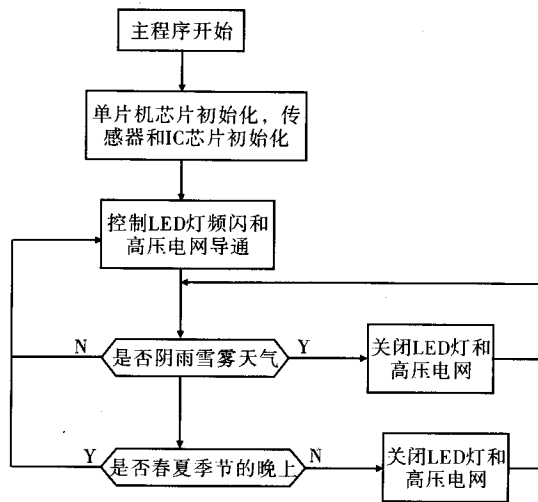 主程序开始
单片机芯片初始化，传
感器和IC芯片初始化
控制LED灯频闪和
高压电网导通
N
是否阴雨雪雾天气
Y
关闭LED灯和
高压电网
Y
是否春夏季节的晚上
N
关闭LED灯和
高压电网